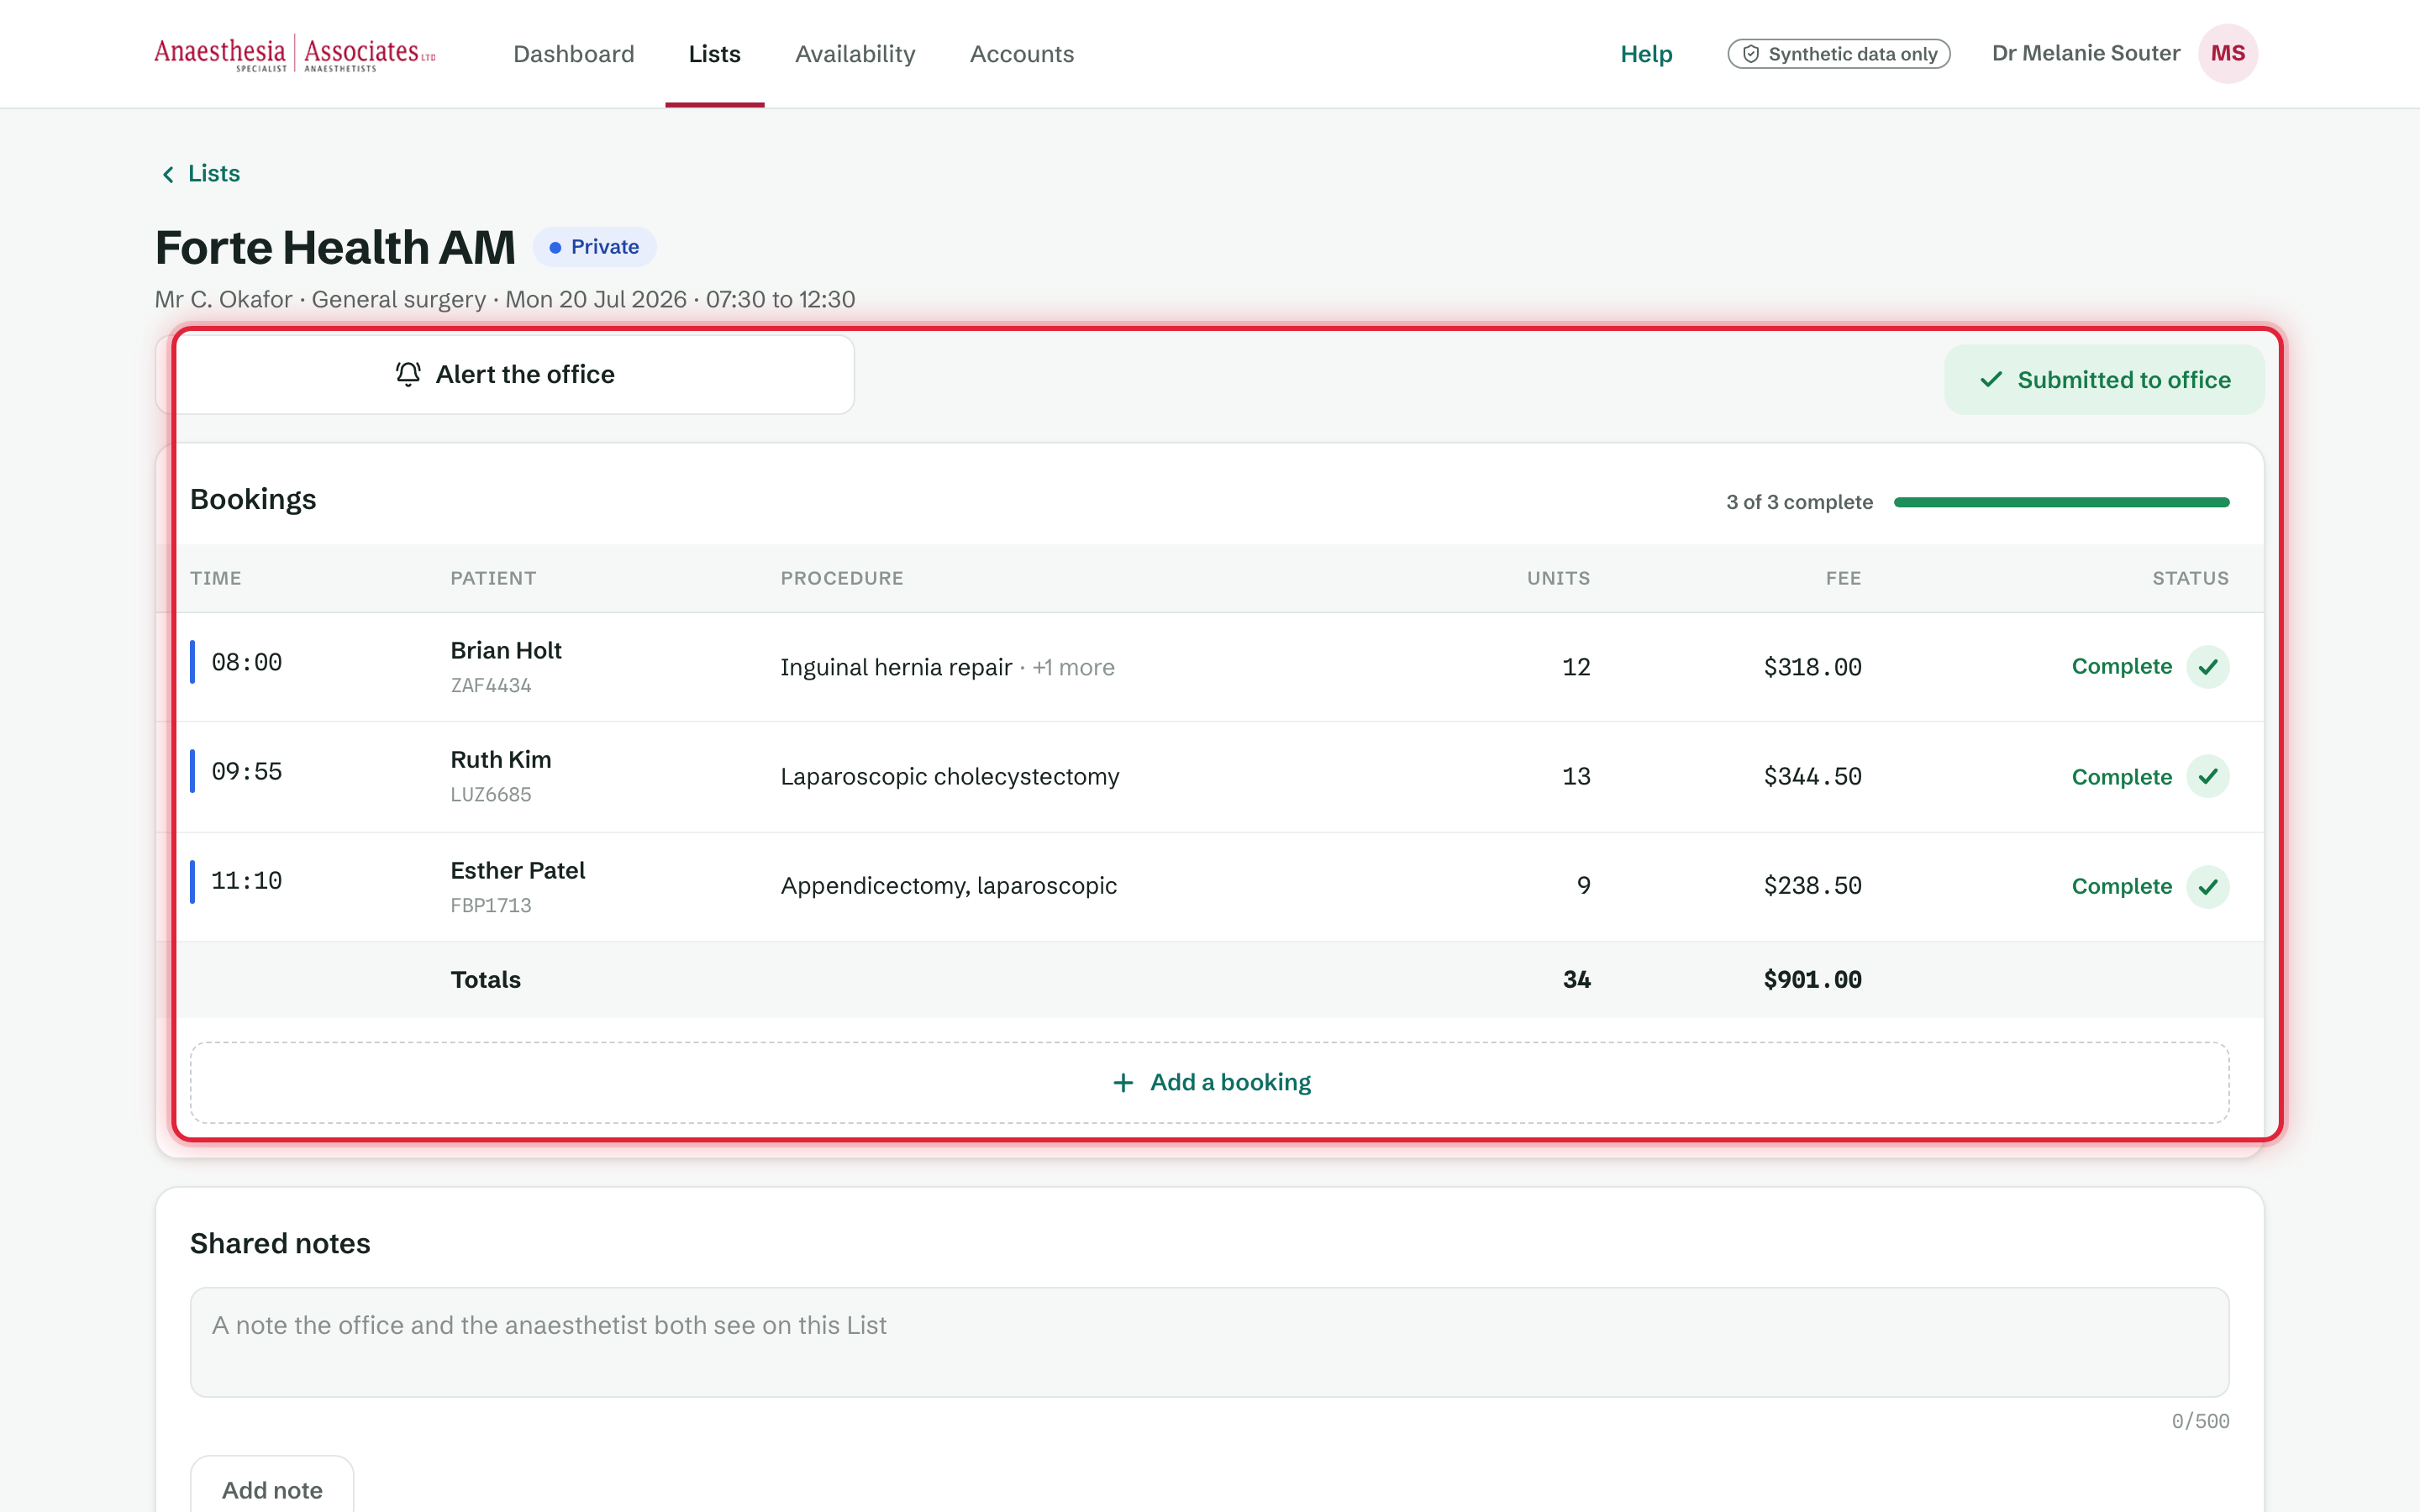 Anaesthesia | Associates LTD
SPECIALIST ANAESTHETISTS
Dashboard Lists Availability Accounts Help Synthetic data only Dr Melanie Souter MS
Lists
Forte Health AM Private
Mr C. Okafor · General surgery · Mon 20 Jul 2026 · 07:30 to 12:30
Alert the office Submitted to office
Bookings 3 of 3 complete
TIME PATIENT PROCEDURE UNITS FEE STATUS
08:00 Brian Holt Inguinal hernia repair · +1 more 12 $318.00 Complete
ZAF4434
09:55 Ruth Kim Laparoscopic cholecystectomy 13 $344.50 Complete
LUZ6685
11:10 Esther Patel Appendicectomy, laparoscopic 9 $238.50 Complete
FBP1713
Totals 34 $901.00
+ Add a booking
Shared notes
A note the office and the anaesthetist both see on this List
0/500
Add note